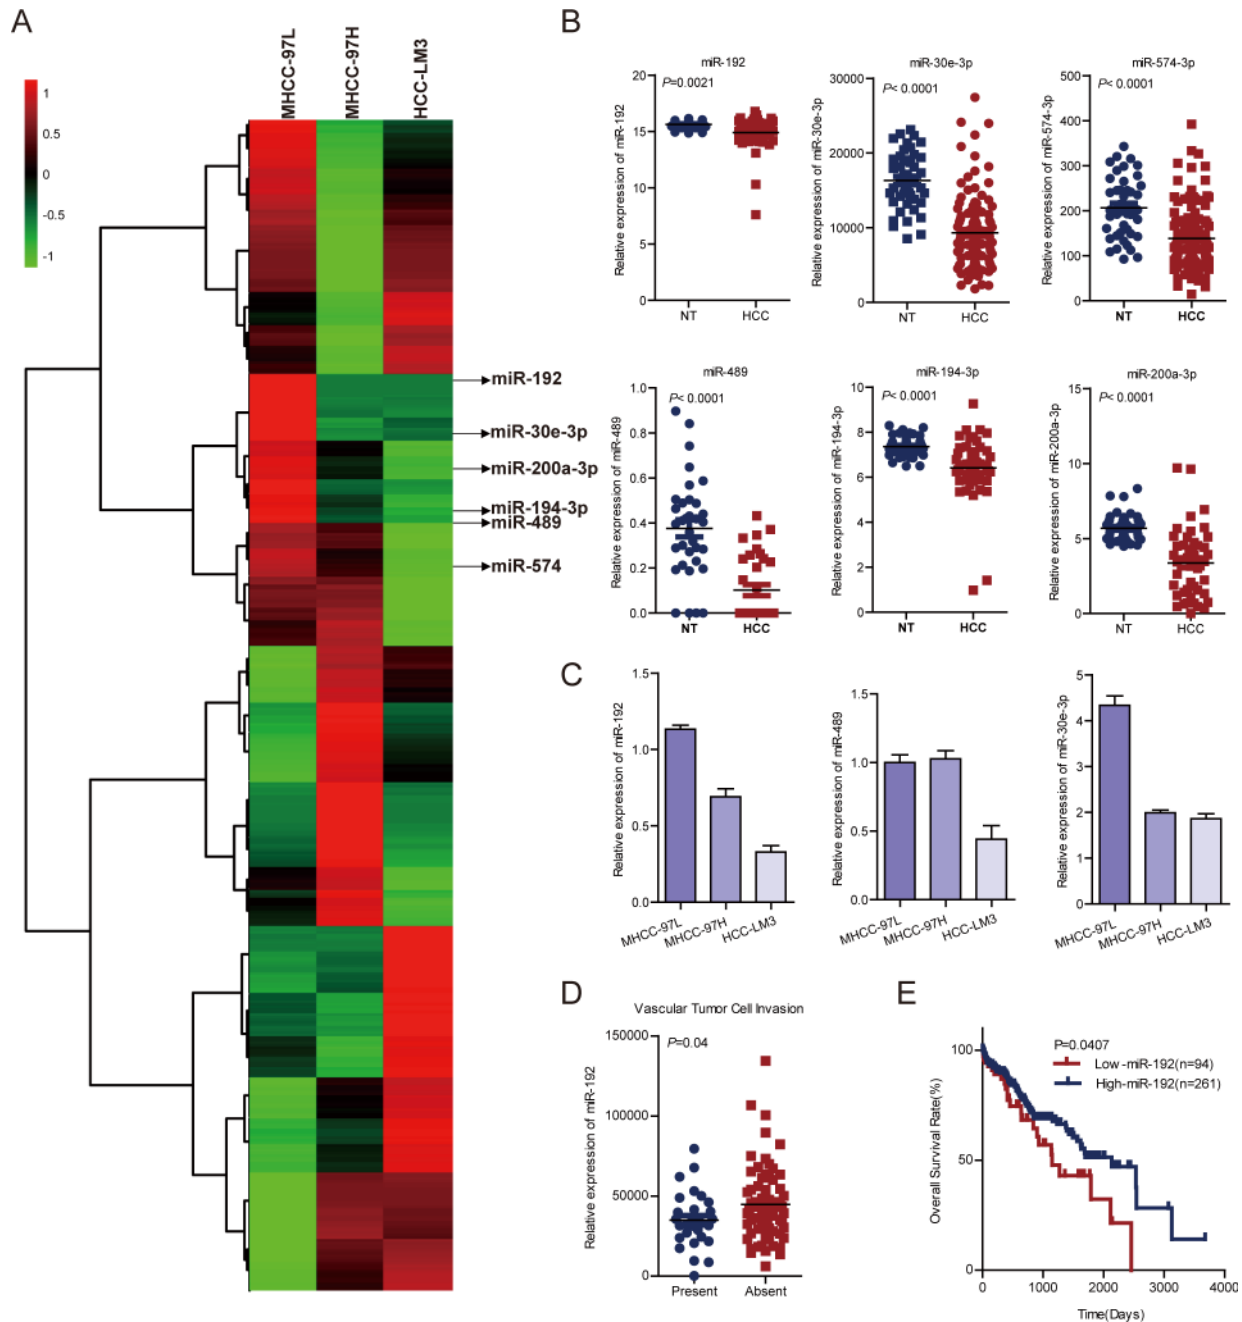 A
MHCC-97L
MHCC-97H
HCC-LM3
1
0.5
0
-0.5
-1
miR-192
miR-30e-3p
miR-200a-3p
miR-194-3p
miR-489
miR-574
B
miR-192
P=0.0021
Relative expression of miR-192
20
15
15
10
5
0
NT
HCC
miR-30e-3p
P< 0.0001
Relative expression of miR-30e-3p
30000
20000
10000
0
NT
HCC
miR-574-3p
P< 0.0001
Relative expression of miR-574-3p
500
400
300
200
100
0
NT
HCC
miR-489
P< 0.0001
Relative expression of miR-489
1.0
0.8
0.6
0.4
0.2
0.0
NT
HCC
miR-194-3p
P< 0.0001
Relative expression of miR-194-3p
10
8
6
4
2
0
NT
HCC
miR-200a-3p
P< 0.0001
Relative expression of miR-200a-3p
15
10
5
0
NT
HCC
C
Relative expression of miR-192
1.5
1.0
0.5
0.0
MHCC-97L
MHCC-97H
HCC-LM3
Relative expression of miR-489
1.5
1.0
0.5
0.0
MHCC-97L
MHCC-97H
HCC-LM3
Relative expression of miR-30e-3p
5
4
3
2
1
0
MHCC-97L
MHCC-97H
HCC-LM3
D
Vascular Tumor Cell Invasion
P=0.04
Relative expression of miR-192
150000
100000
50000
0
Present
Absent
E
P=0.0407
Low-miR-192(n=94)
High-miR-192(n=261)
Overall Survival Rate(%)
100
50
0
0
1000
2000
3000
4000
Time(Days)